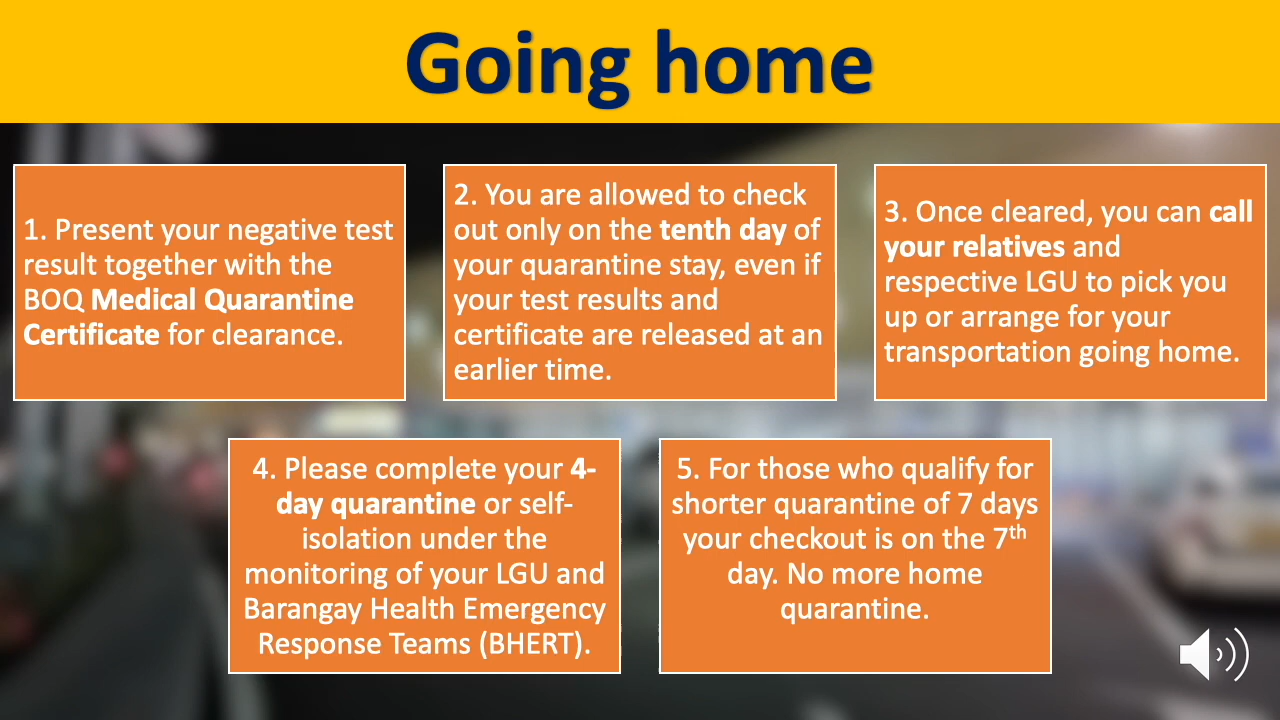 Going home
1. Present your negative test
result together with the
BOQ Medical Quarantine
Certificate for clearance.
2. You are allowed to check
out only on the tenth day of
your quarantine stay, even if
your test results and
certificate are released at an
earlier time.
3. Once cleared, you can call
your relatives and
respective LGU to pick you
up or arrange for your
transportation going home.
4. Please complete your 4-
day quarantine or self-
isolation under the
monitoring of your LGU and
Barangay Health Emergency
Response Teams (BHERT).
5. For those who qualify for
shorter quarantine of 7 days
your checkout is on the 7th
day. No more home
quarantine.